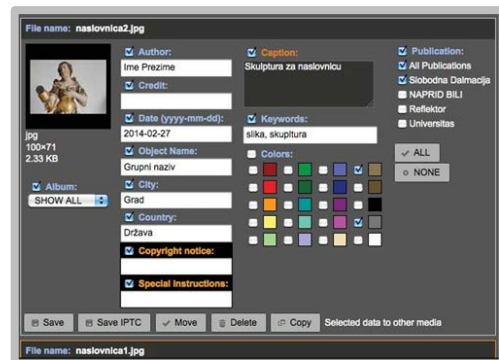 File name: naslovnica2.jpg
Author:
Ime Prezime
Credit:
Date (yyyy-mm-dd):
2014-02-27
Object Name:
Grupni naziv
City:
Grad
Country:
Država
Copyright notice:
Special Instructions:
jpg
100×71
2.33 KB
Album:
SHOW ALL
Caption:
Skulptura za naslovnicu
Keywords:
slika, skupltura
Colors:
Publication:
All Publications
Slobodna Dalmacija
NAPRID BILI
Reflektor
Universitas
ALL
NONE
Save Save IPTC Move Delete Copy Selected data to other media
File name: naslovnica1.jpg